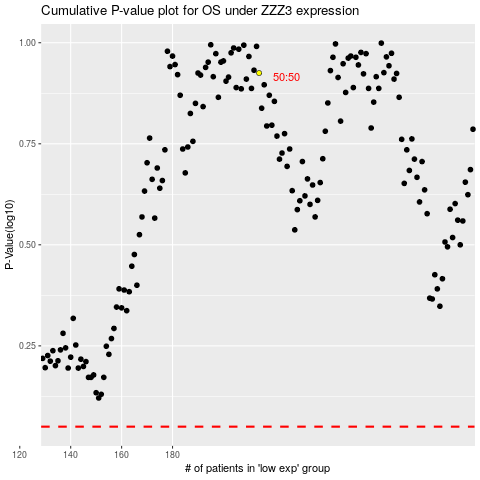 Cumulative P-value plot for OS under ZZZ3 expression
1.00
50:50
0.75
P-Value(log10)
0.50
0.25
120 140 160 180
# of patients in 'low exp' group